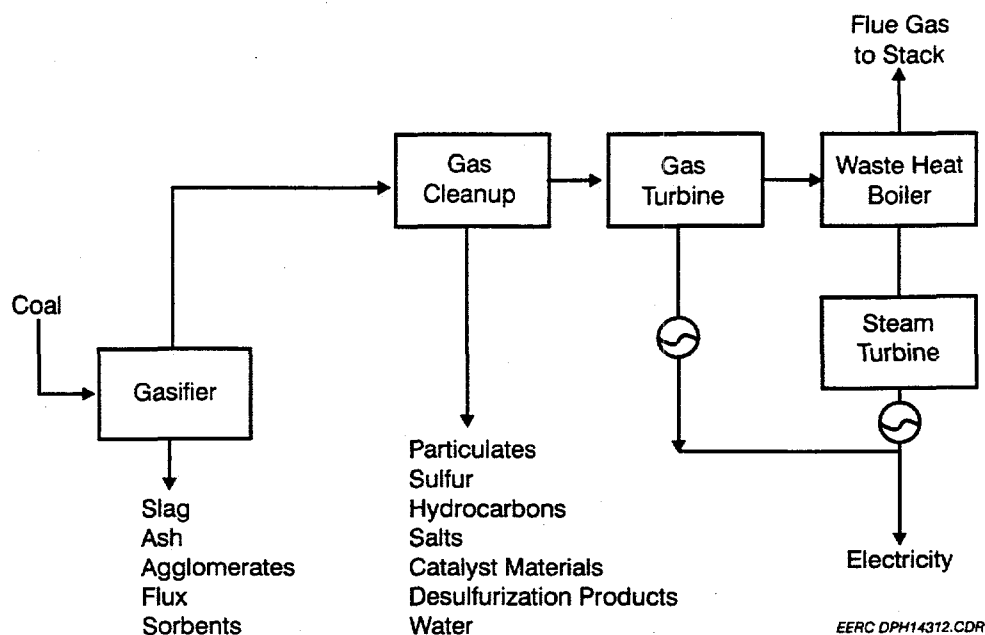 Flue Gas
to Stack
Gas
Cleanup
Gas
Turbine
Waste Heat
Boiler
Coal
Gasifier
Steam
Turbine
Slag
Ash
Agglomerates
Flux
Sorbents
Particulates
Sulfur
Hydrocarbons
Salts
Catalyst Materials
Desulfurization Products
Water
Electricity
EERC DPH14312.CDR